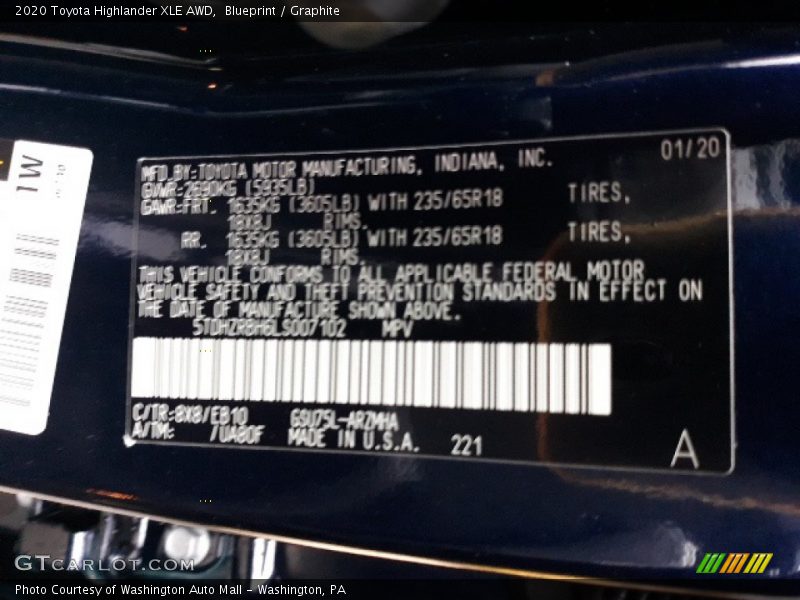 2020 Toyota Highlander XLE AWD,  Blueprint / Graphite
1W
01/20
MFD.BY:TOYOTA MOTOR MANUFACTURING, INDIANA, INC.
GVWR:2690KG (5935LB)
GAWR:FRT. 1635KG (3605LB) WITH 235/65R18 TIRES,
18X8J RIMS.
RR. 1635KG (3605LB) WITH 235/65R18 TIRES,
18X8J RIMS.
THIS VEHICLE CONFORMS TO ALL APPLICABLE FEDERAL MOTOR
VEHICLE SAFETY AND THEFT PREVENTION STANDARDS IN EFFECT ON
THE DATE OF MANUFACTURE SHOWN ABOVE.
5TDHZRBH6LS007102 MPV
C/TR:8X8/EB10 GSU75L-ARZMHA
A/TM: /UA80F MADE IN U.S.A. 221
A
GTCARLOT.COM
Photo Courtesy of Washington Auto Mall - Washington, PA